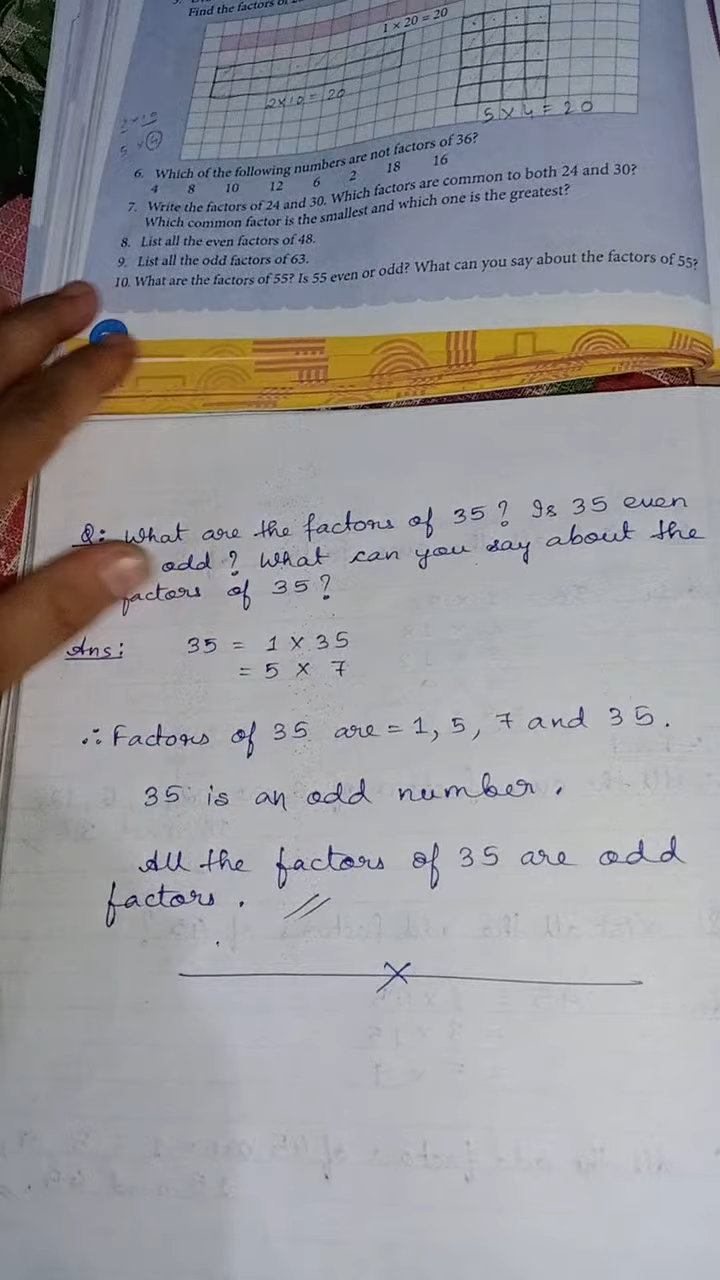 Find the factors of
1 × 20 = 20
2 × 10 = 20
5 × 4 = 20
6. Which of the following numbers are not factors of 36?
4 8 10 12 6 2 18 16
7. Write the factors of 24 and 30. Which factors are common to both 24 and 30?
Which common factor is the smallest and which one is the greatest?
8. List all the even factors of 48.
9. List all the odd factors of 63.
10. What are the factors of 55? Is 55 even or odd? What can you say about the factors of 55?
Q: What are the factors of 35? Is 35 even
odd? What can you say about the
factors of 35?
Ans: 35 = 1 × 35
= 5 × 7
∴ Factors of 35 are = 1, 5, 7 and 35.
35 is an odd number.
All the factors of 35 are odd
factors. //